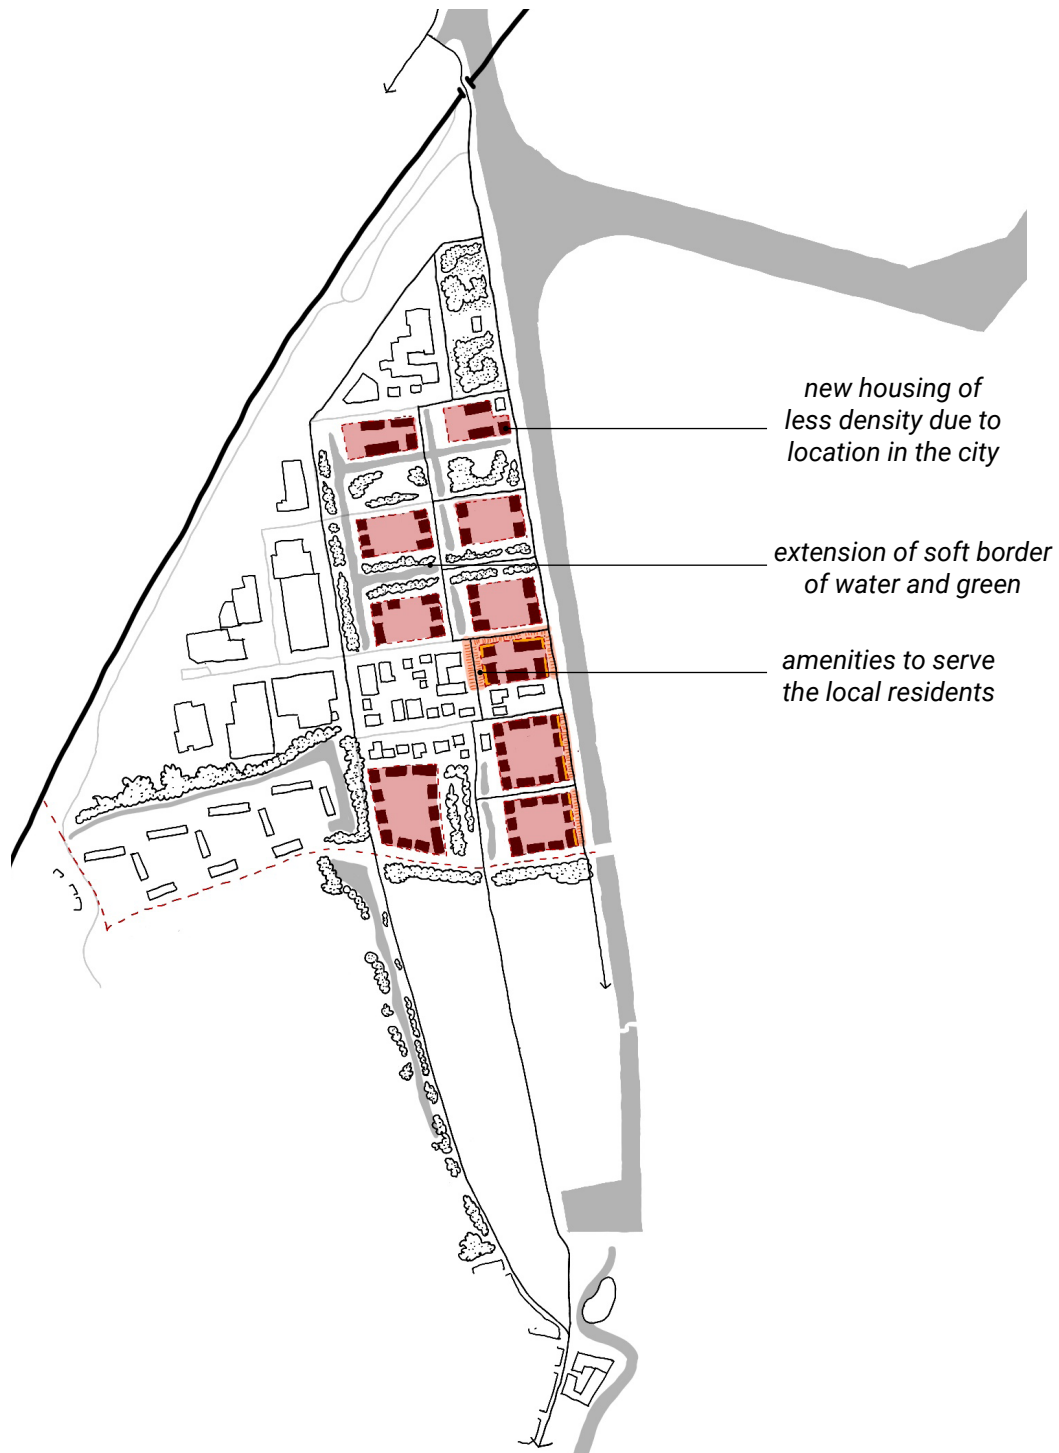 new housing of
less density due to
location in the city
extension of soft border
of water and green
amenities to serve
the local residents